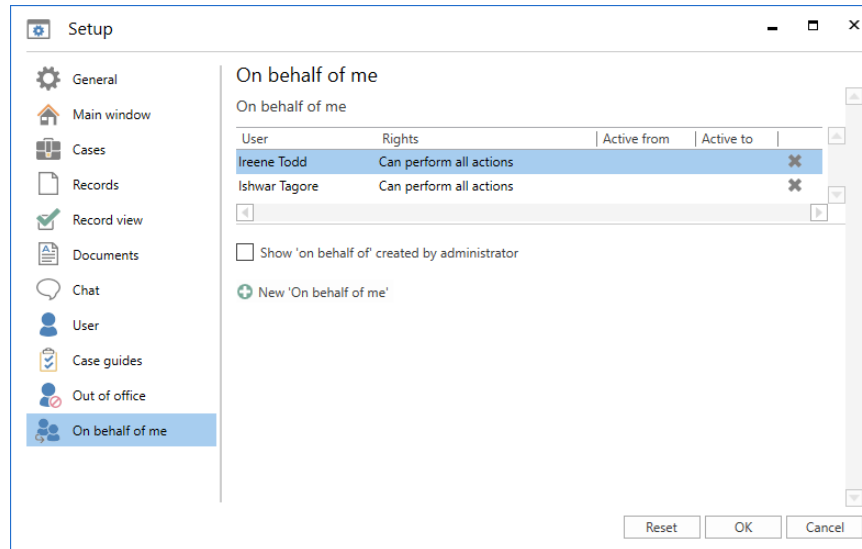 Setup
General
Main window
Cases
Records
Record view
Documents
Chat
User
Case guides
Out of office
On behalf of me
On behalf of me
On behalf of me
User Rights Active from Active to
Ireene Todd Can perform all actions
Ishwar Tagore Can perform all actions
Show 'on behalf of' created by administrator
New 'On behalf of me'
Reset OK Cancel